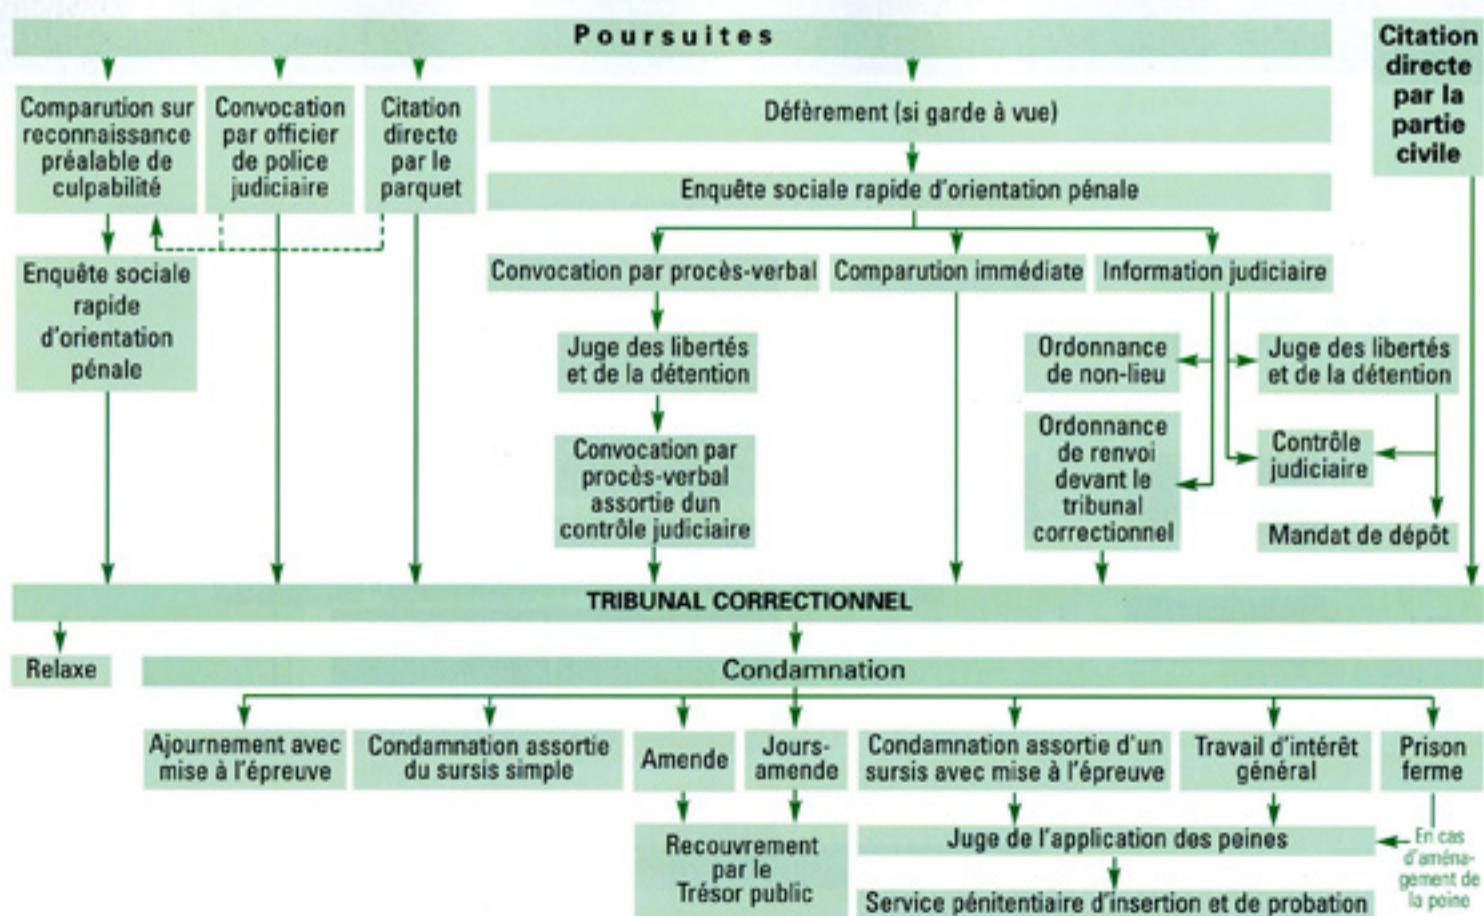 Poursuites
Citation
directe
par la
partie
civile
Comparution sur
reconnaissance
préalable de
culpabilité
Convocation
par officier
de police
judiciaire
Citation
directe
par le
parquet
Défèrement (si garde à vue)
Enquête sociale rapide d'orientation pénale
Enquête sociale
rapide
d'orientation
pénale
Convocation par procès-verbal
Comparution immédiate
Information judiciaire
Juge des libertés
et de la détention
Convocation par
procès-verbal
assortie dun
contrôle judiciaire
Ordonnance
de non-lieu
Ordonnance
de renvoi
devant le
tribunal
correctionnel
Juge des libertés
et de la détention
Contrôle
judiciaire
Mandat de dépôt
TRIBUNAL CORRECTIONNEL
Relaxe
Condamnation
Ajournement avec
mise à l'épreuve
Condamnation assortie
du sursis simple
Amende
Jours-
amende
Condamnation assortie d'un
sursis avec mise à l'épreuve
Travail d'intérêt
général
Prison
ferme
Recouvrement
par le
Trésor public
Juge de l'application des peines
En cas
d'aména-
gement de
la peine
Service pénitentiaire d'insertion et de probation